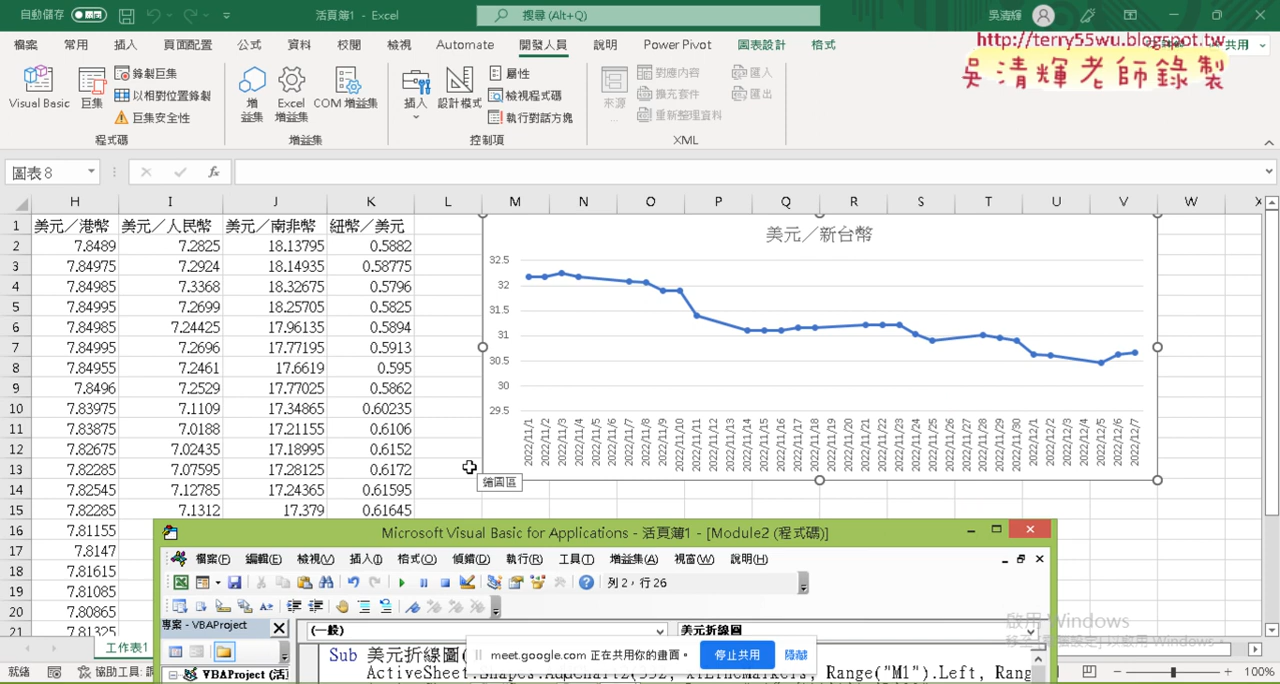 自動儲存 活頁簿1 - Excel 搜尋 (Alt+Q) 吳清輝
檔案 常用 插入 頁面配置 公式 資料 校閱 檢視 Automate 開發人員 說明 Power Pivot 圖表設計 格式 共用
http://terry55wu.blogspot.tw
吳清輝老師錄製
Visual Basic 巨集 錄製巨集 以相對位置錄製 巨集安全性
增益集 Excel 增益集 COM 增益集
插入 設計模式 屬性 檢視程式碼 執行對話方塊
來源 對應內容 擴充套件 重新整理資料 匯入 匯出
程式碼 增益集 控制項 XML
圖表 8 fx
H I J K L M N O P Q R S T U V W X
1 美元／港幣 美元／人民幣 美元／南非幣 紐幣／美元
2 7.8489 7.2825 18.13795 0.5882
3 7.84975 7.2924 18.14935 0.58775
4 7.84985 7.3368 18.32675 0.5796
5 7.84995 7.2699 18.25705 0.5825
6 7.84985 7.24425 17.96135 0.5894
7 7.84995 7.2696 17.77195 0.5913
8 7.84955 7.2461 17.6619 0.595
9 7.8496 7.2529 17.77025 0.5862
10 7.83975 7.1109 17.34865 0.60235
11 7.83875 7.0188 17.21155 0.6106
12 7.82675 7.02435 17.18995 0.6152
13 7.82285 7.07595 17.28125 0.6172
14 7.82545 7.12785 17.24365 0.61595
15 7.82285 7.1312 17.379 0.61645
16 7.81155
17 7.8147
18 7.81615
19 7.81085
20 7.80865
21 7.81325
美元／新台幣
32.5
32
31.5
31
30.5
30
29.5
2022/11/1 2022/11/2 2022/11/3 2022/11/4 2022/11/5 2022/11/6 2022/11/7 2022/11/8 2022/11/9 2022/11/10 2022/11/11 2022/11/12 2022/11/13 2022/11/14 2022/11/15 2022/11/16 2022/11/17 2022/11/18 2022/11/19 2022/11/20 2022/11/21 2022/11/22 2022/11/23 2022/11/24 2022/11/25 2022/11/26 2022/11/27 2022/11/28 2022/11/29 2022/11/30 2022/12/1 2022/12/2 2022/12/3 2022/12/4 2022/12/5 2022/12/6 2022/12/7
繪圖區
Microsoft Visual Basic for Applications - 活頁簿1 - [Module2 (程式碼)]
檔案(F) 編輯(E) 檢視(V) 插入(I) 格式(O) 偵錯(D) 執行(R) 工具(T) 增益集(A) 視窗(W) 說明(H)
列 2，行 26
專案 - VBAProject
(一般) 美元折線圖
VBAProject (活
Sub 美元折線圖(
meet.google.com 正在共用你的畫面。 停止共用 隱藏
啟用 Windows
工作表1
就緒 100%